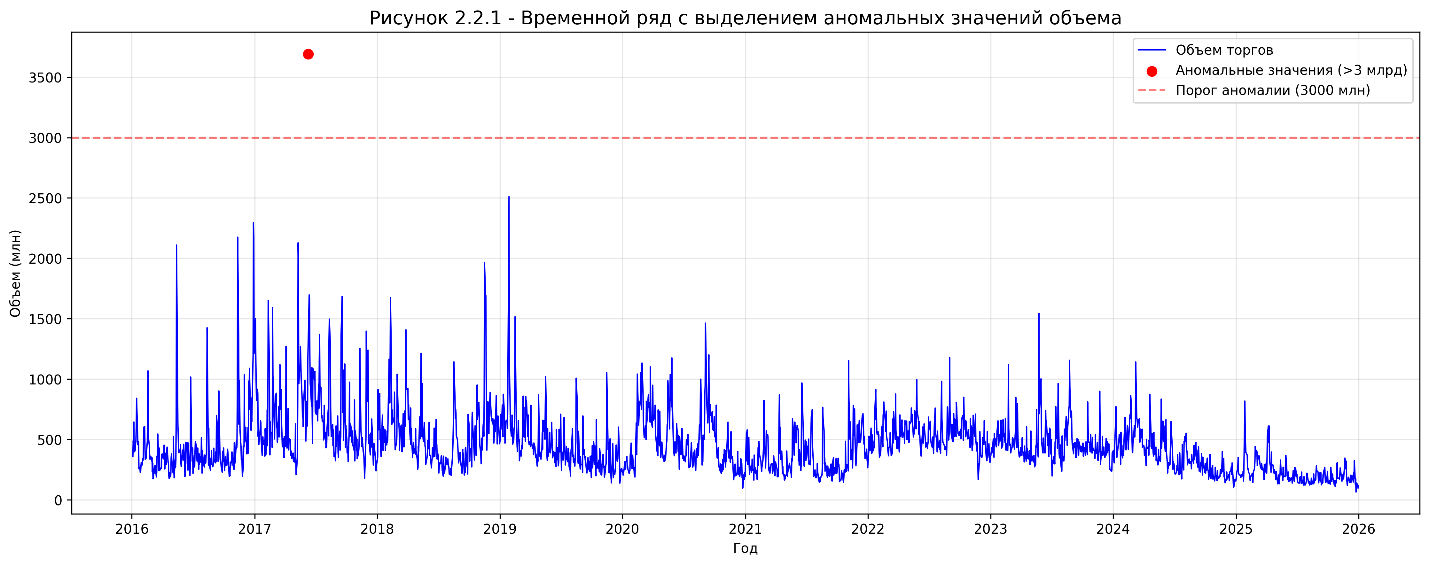 Рисунок 2.2.1 - Временной ряд с выделением аномальных значений объема
Объем торгов
Аномальные значения (>3 млрд)
Порог аномалии (3000 млн)
3500
3000
2500
2000
1500
1000
500
0
Объем (млн)
2016 2017 2018 2019 2020 2021 2022 2023 2024 2025 2026
Год